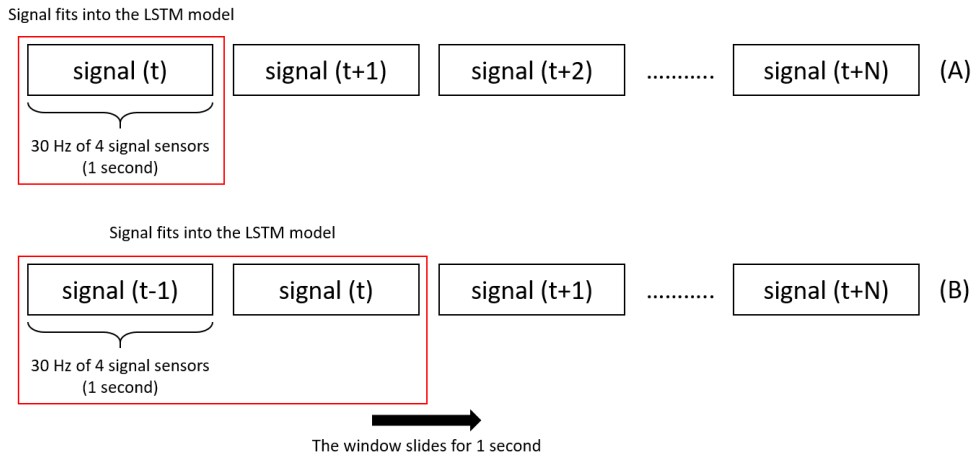 Signal fits into the LSTM model
signal (t) signal (t+1) signal (t+2) ........... signal (t+N) (A)
30 Hz of 4 signal sensors
(1 second)
Signal fits into the LSTM model
signal (t-1) signal (t) signal (t+1) ........... signal (t+N) (B)
30 Hz of 4 signal sensors
(1 second)
The window slides for 1 second